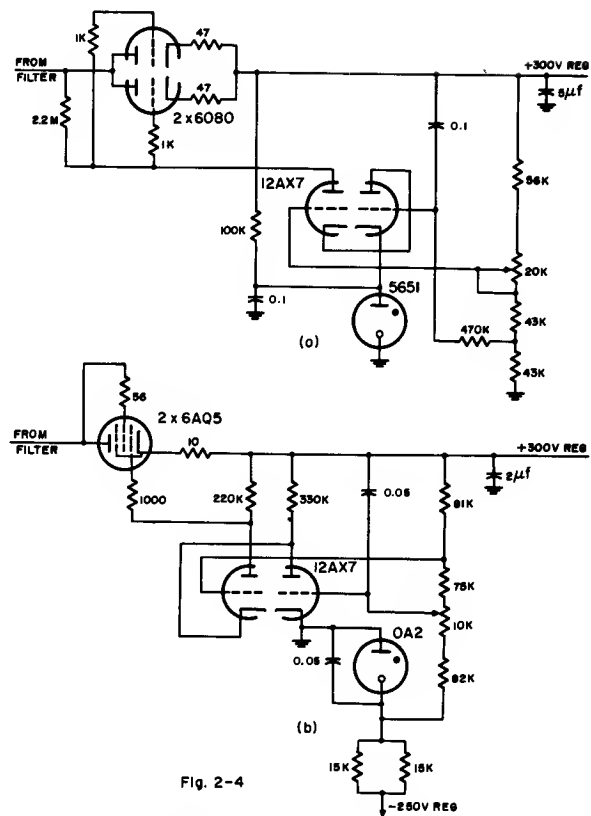 1K
47
FROM
FILTER
+300V REG
47
5µf
2.2M
2 x 6080
1K
0.1
12AX7
56K
100K
20K
5651
0.1
43K
470K
(a)
43K
56
2 x 6AQ5
FROM
FILTER
10
+300V REG
2µf
1000
220K
330K
0.05
91K
12AX7
75K
10K
0A2
0.05
82K
(b)
15K
15K
Fig. 2-4
-250V REG